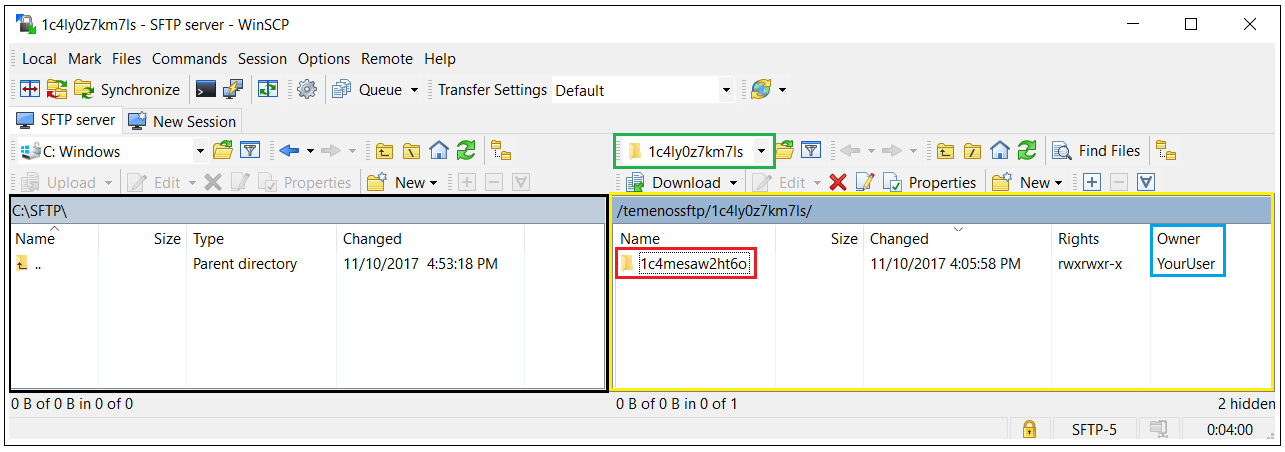 1c4ly0z7km7ls - SFTP server - WinSCP
Local Mark Files Commands Session Options Remote Help
Synchronize Queue Transfer Settings Default
SFTP server New Session
C: Windows 1c4ly0z7km7ls Find Files
Upload Edit Properties New Download Edit Properties New
C:\SFTP\ /temenossftp/1c4ly0z7km7ls/
Name Size Type Changed Name Size Changed Rights Owner
.. Parent directory 11/10/2017 4:53:18 PM 1c4mesaw2ht6o 11/10/2017 4:05:58 PM rwxrwxr-x YourUser
0 B of 0 B in 0 of 0 0 B of 0 B in 0 of 1 2 hidden
SFTP-5 0:04:00